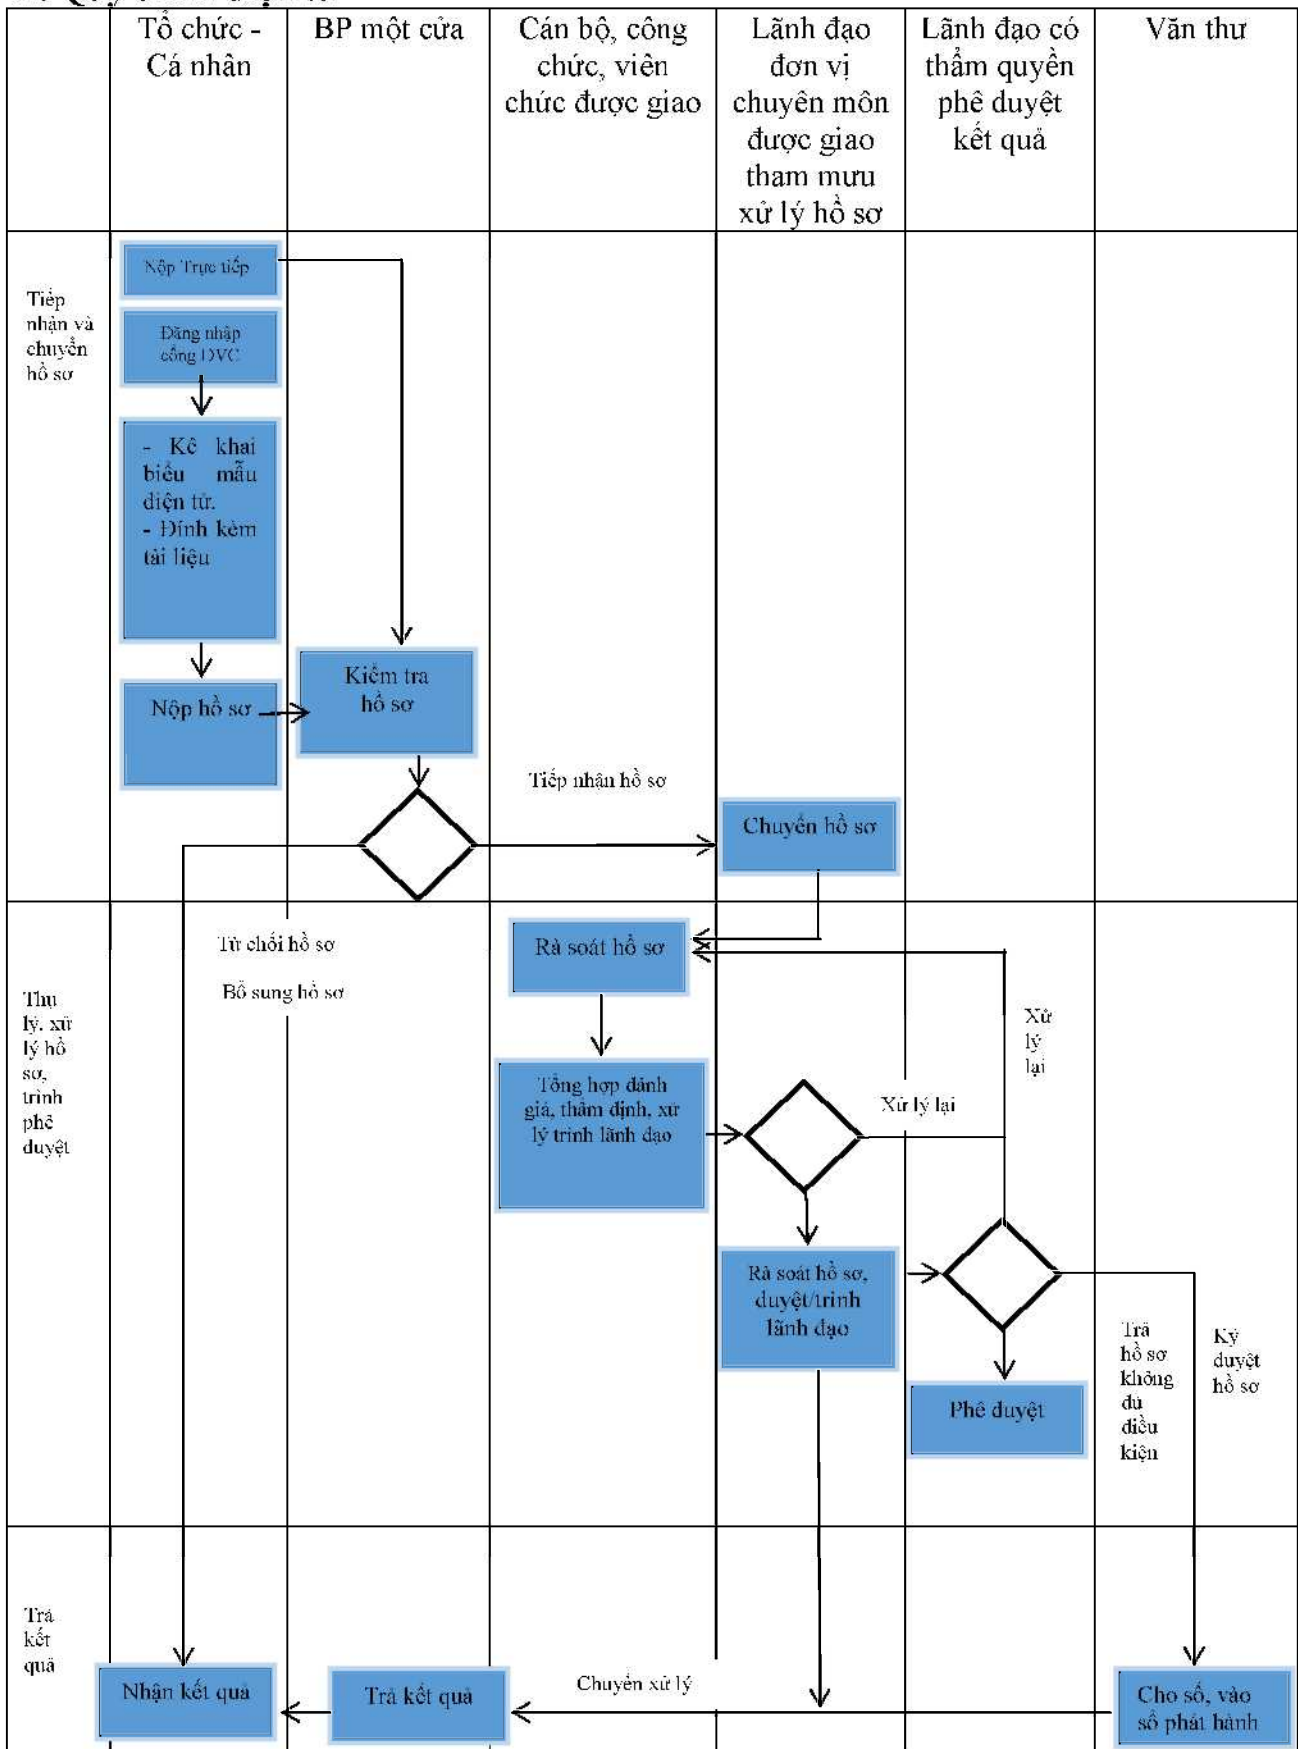 Tổ chức -
Cá nhân
BP một cửa
Cán bộ, công
chức, viên
chức được giao
Lãnh đạo
đơn vị
chuyên môn
được giao
tham mưu
xử lý hồ sơ
Lãnh đạo có
thẩm quyền
phê duyệt
kết quả
Văn thư
Tiếp
nhận và
chuyển
hồ sơ
Nộp Trực tiếp
Đăng nhập
cổng DVC
- Kê khai
biểu mẫu
điện tử.
- Đính kèm
tài liệu
Nộp hồ sơ
Kiểm tra
hồ sơ
Tiếp nhận hồ sơ
Chuyển hồ sơ
Thụ
lý, xử
lý hồ
sơ,
trình
phê
duyệt
Từ chối hồ sơ
Bổ sung hồ sơ
Rà soát hồ sơ
Xử
lý
lại
Tổng hợp đánh
giá, thẩm định, xử
lý trình lãnh đạo
Xử lý lại
Rà soát hồ sơ,
duyệt/trình
lãnh đạo
Phê duyệt
Trả
hồ sơ
không
đủ
điều
kiện
Ký
duyệt
hồ sơ
Trả
kết
quả
Nhận kết quả
Trả kết quả
Chuyển xử lý
Cho số, vào
sổ phát hành